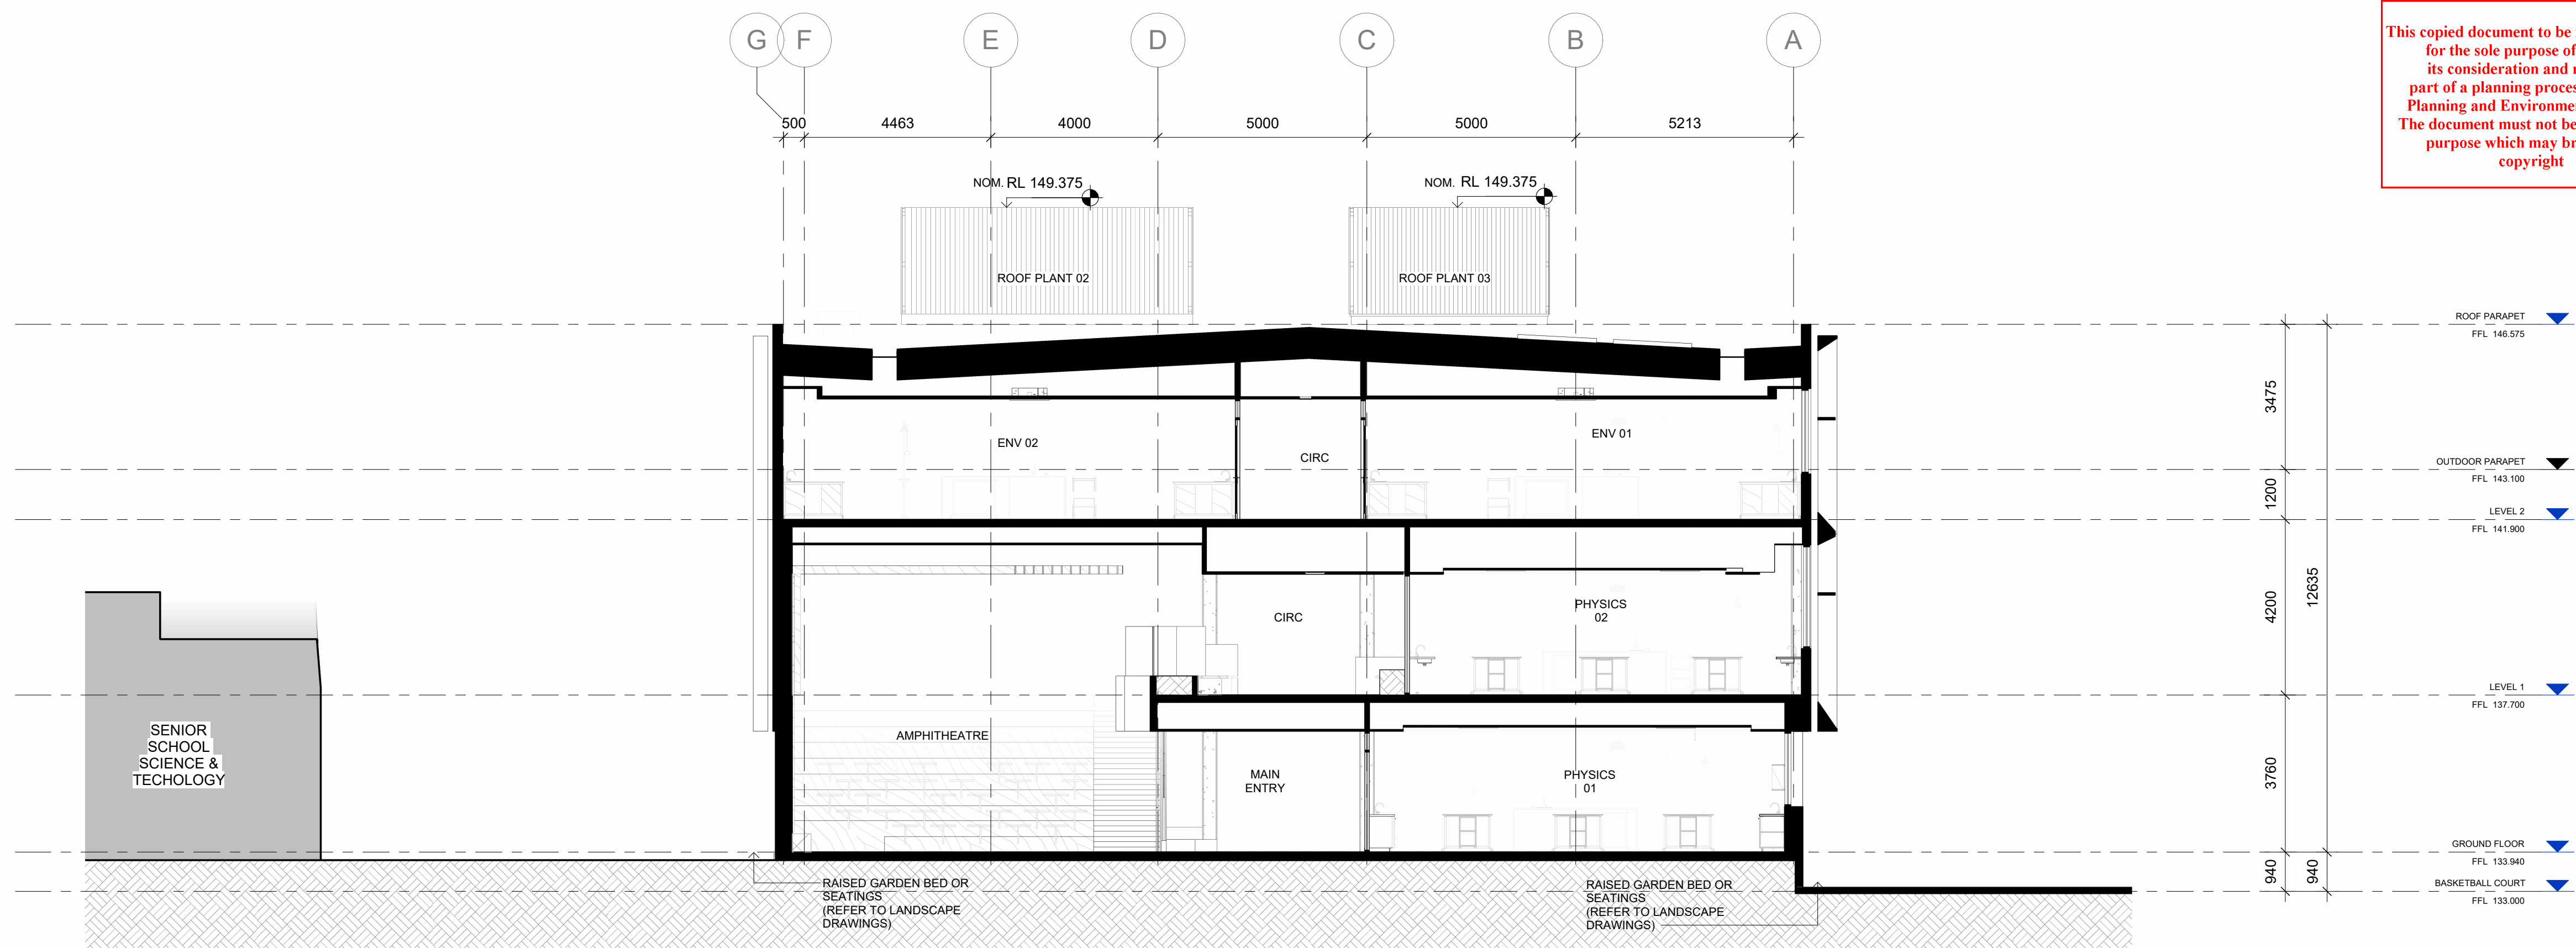 G F E D C B A
This copied document to be
for the sole purpose of
its consideration and
part of a planning proces
Planning and Environme
The document must not be
purpose which may br
copyright
500 4463 4000 5000 5000 5213
NOM. RL 149.375
NOM. RL 149.375
ROOF PLANT 02
ROOF PLANT 03
ROOF PARAPET
FFL 146.575
3475
ENV 02
CIRC
ENV 01
OUTDOOR PARAPET
FFL 143.100
1200
LEVEL 2
FFL 141.900
4200
12635
CIRC
PHYSICS
02
LEVEL 1
FFL 137.700
SENIOR
SCHOOL
SCIENCE &
TECHOLOGY
AMPHITHEATRE
MAIN
ENTRY
PHYSICS
01
3760
GROUND FLOOR
FFL 133.940
940
940
BASKETBALL COURT
FFL 133.000
RAISED GARDEN BED OR
SEATINGS
(REFER TO LANDSCAPE
DRAWINGS)
RAISED GARDEN BED OR
SEATINGS
(REFER TO LANDSCAPE
DRAWINGS)